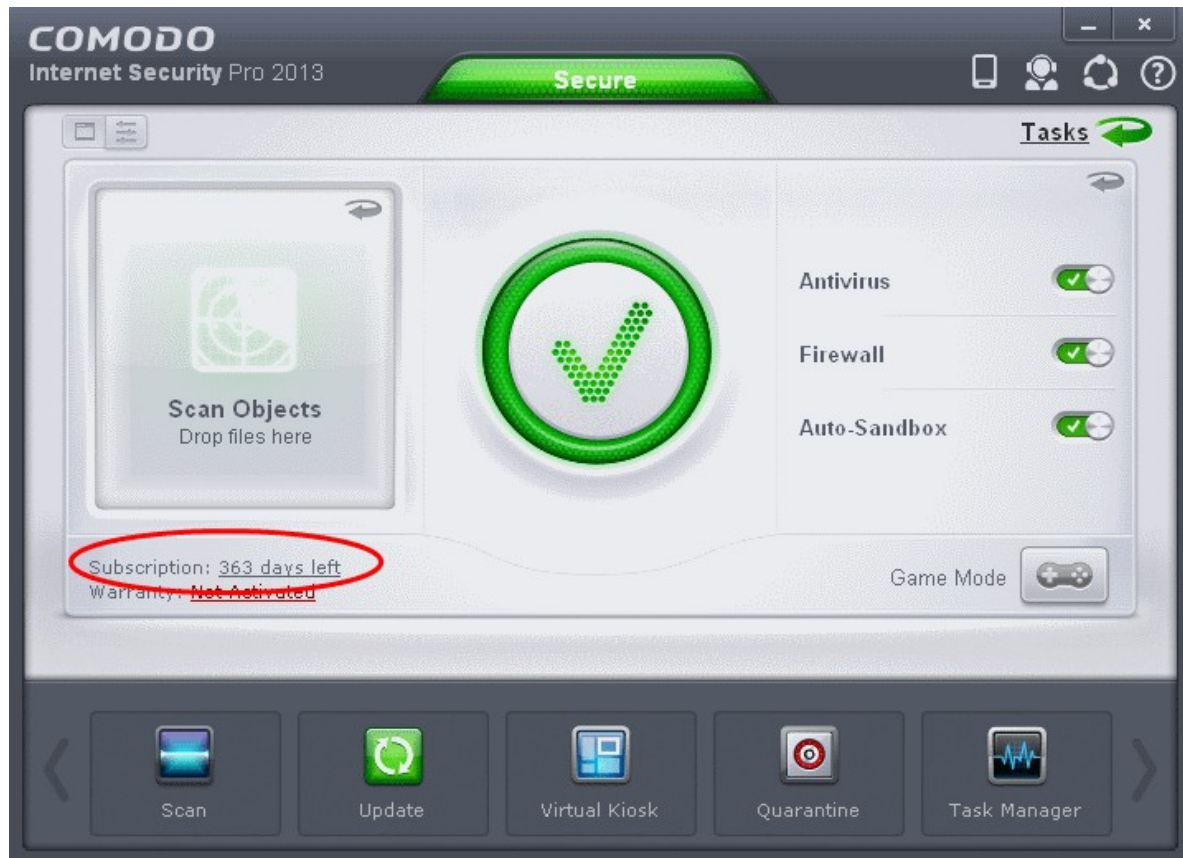 COMODO
Internet Security Pro 2013
Secure
Tasks
Scan Objects
Drop files here
Antivirus
Firewall
Auto-Sandbox
Subscription: 363 days left
Warranty: Not Activated
Game Mode
Scan
Update
Virtual Kiosk
Quarantine
Task Manager